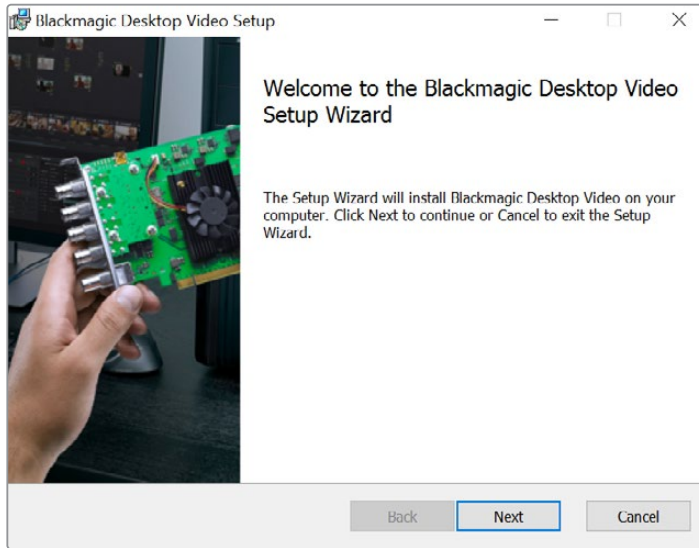 Blackmagic Desktop Video Setup
Welcome to the Blackmagic Desktop Video
Setup Wizard
The Setup Wizard will install Blackmagic Desktop Video on your
computer. Click Next to continue or Cancel to exit the Setup
Wizard.
Back
Next
Cancel